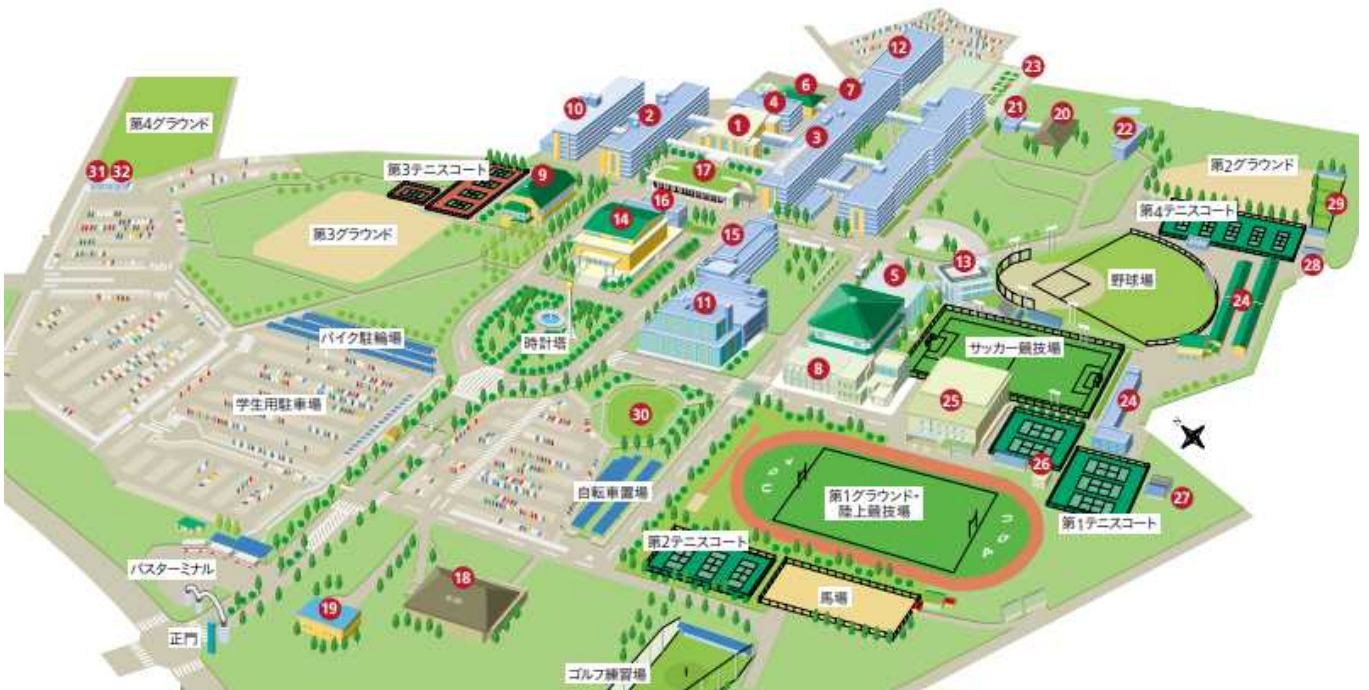 12
23
6
7
10
4
21
20
2
22
1
3
第4グラウンド
第2グラウンド
31 32
第3テニスコート
9
17
29
第4テニスコート
16
14
第3グラウンド
15
13
28
5
野球場
24
11
バイク駐輪場
時計塔
サッカー競技場
8
学生用駐車場
25
24
30
26
自転車置場
27
第1グラウンド・
陸上競技場
第1テニスコート
第2テニスコート
バスターミナル
18
馬場
19
正門
ゴルフ練習場